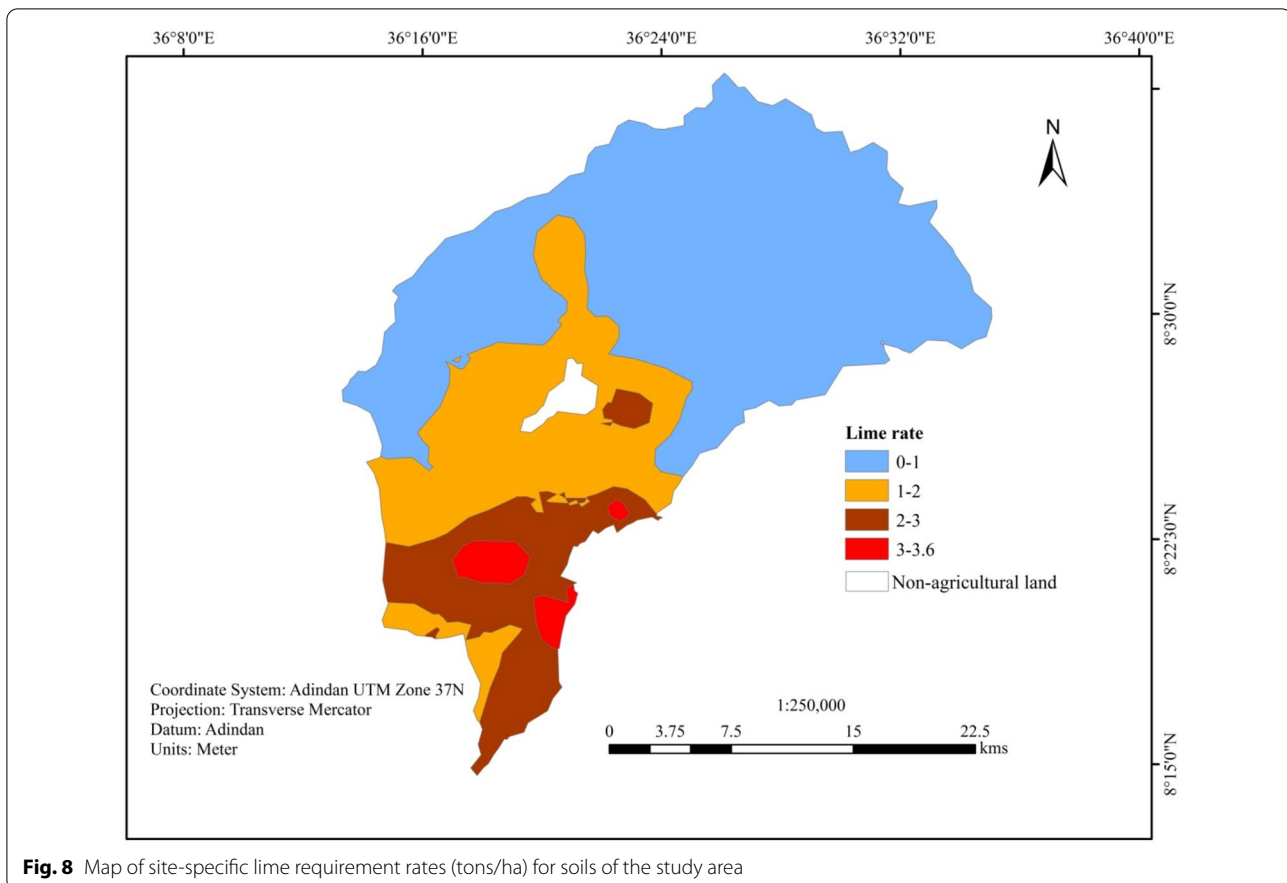 36°8'0"E 36°16'0"E 36°24'0"E 36°32'0"E 36°40'0"E
N
8°30'0"N
Lime rate
0-1
1-2
2-3
3-3.6
Non-agricultural land
8°22'30"N
Coordinate System: Adindan UTM Zone 37N
Projection: Transverse Mercator
Datum: Adindan
Units: Meter
1:250,000
0 3.75 7.5 15 22.5
kms
8°15'0"N
Fig. 8 Map of site-specific lime requirement rates (tons/ha) for soils of the study area